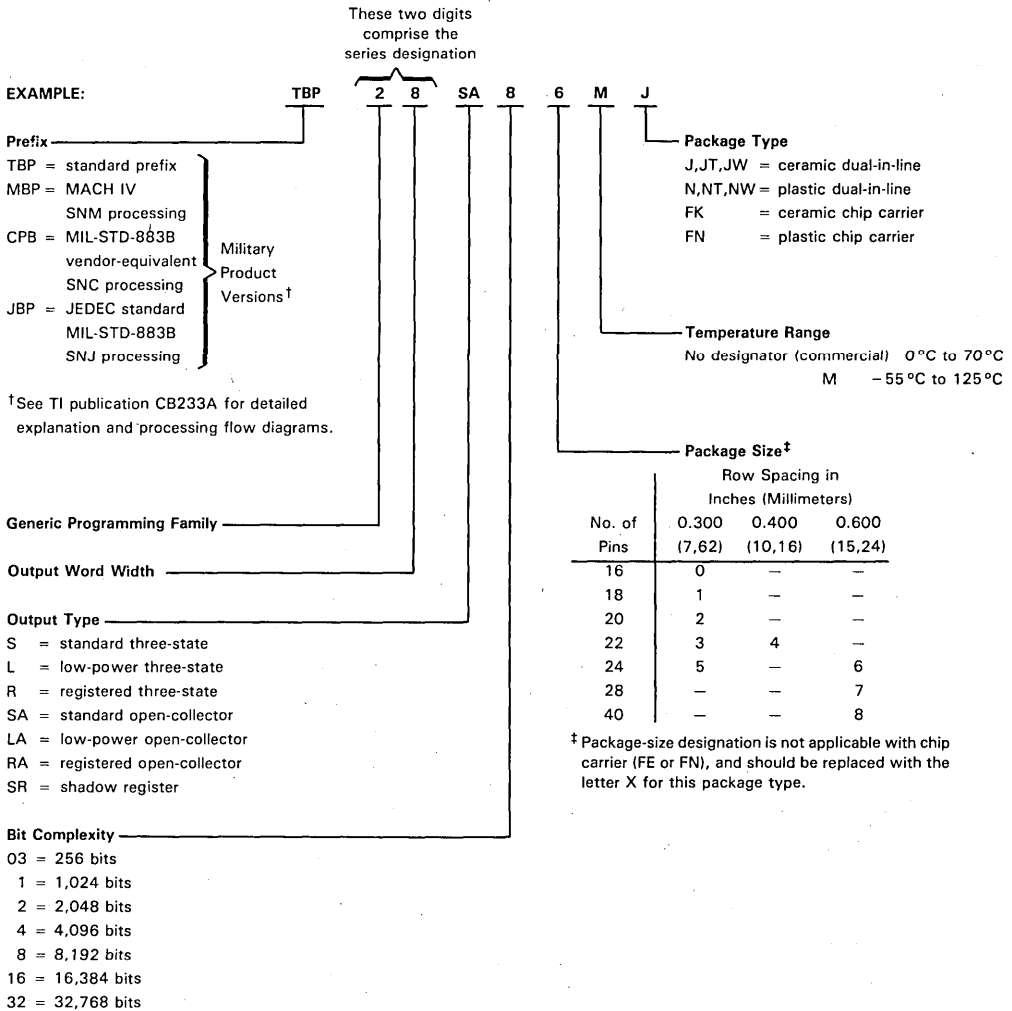 These two digits
comprise the
series designation
EXAMPLE: TBP 2 8 SA 8 6 M J
Prefix
TBP = standard prefix
MBP = MACH IV
SNM processing
CPB = MIL-STD-883B
vendor-equivalent
SNC processing
JBP = JEDEC standard
MIL-STD-883B
SNJ processing
Military
Product
Versions†
†See TI publication CB233A for detailed
explanation and processing flow diagrams.
Generic Programming Family
Output Word Width
Output Type
S = standard three-state
L = low-power three-state
R = registered three-state
SA = standard open-collector
LA = low-power open-collector
RA = registered open-collector
SR = shadow register
Bit Complexity
03 = 256 bits
1 = 1,024 bits
2 = 2,048 bits
4 = 4,096 bits
8 = 8,192 bits
16 = 16,384 bits
32 = 32,768 bits
Package Type
J,JT,JW = ceramic dual-in-line
N,NT,NW = plastic dual-in-line
FK = ceramic chip carrier
FN = plastic chip carrier
Temperature Range
No designator (commercial) 0°C to 70°C
M −55°C to 125°C
Package Size‡
Row Spacing in
Inches (Millimeters)
No. of 0.300 0.400 0.600
Pins (7,62) (10,16) (15,24)
16 0 — —
18 1 — —
20 2 — —
22 3 4 —
24 5 — 6
28 — — 7
40 — — 8
‡ Package-size designation is not applicable with chip
carrier (FE or FN), and should be replaced with the
letter X for this package type.